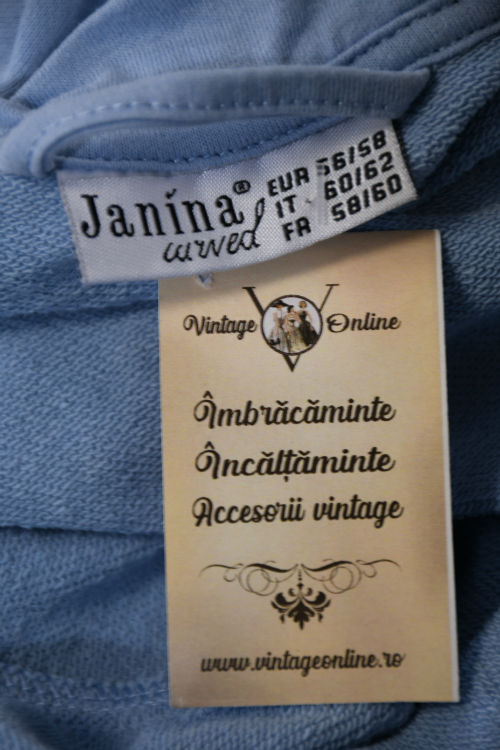 Janina®
curved
EUR 56/58
IT 60/62
FR 58/60
Vintage Online
Îmbrăcăminte
Încălțăminte
Accesorii vintage
www.vintageonline.ro